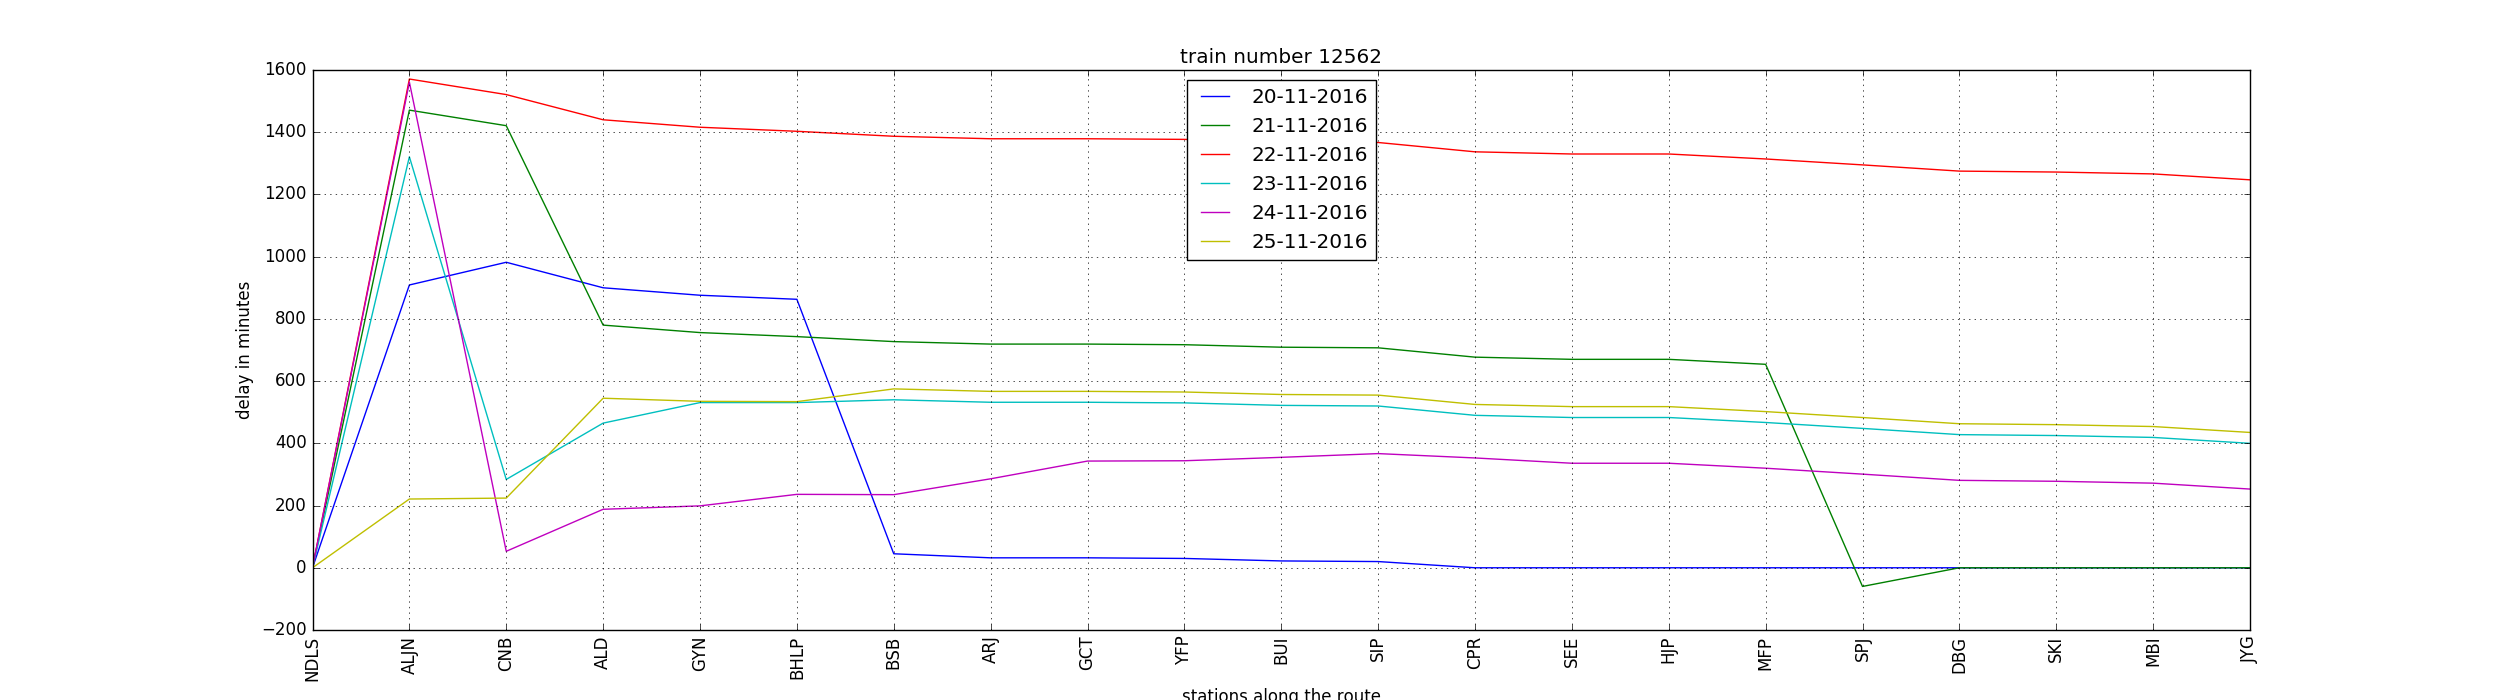 train number 12562
1600
1400
1200
1000
800
600
400
200
0
−200
delay in minutes
20-11-2016
21-11-2016
22-11-2016
23-11-2016
24-11-2016
25-11-2016
NDLS
ALJN
CNB
ALD
GYN
BHLP
BSB
ARJ
GCT
YFP
BUI
SIP
CPR
SEE
HJP
MFP
SPJ
DBG
SKI
MBI
JYG
stations along the route